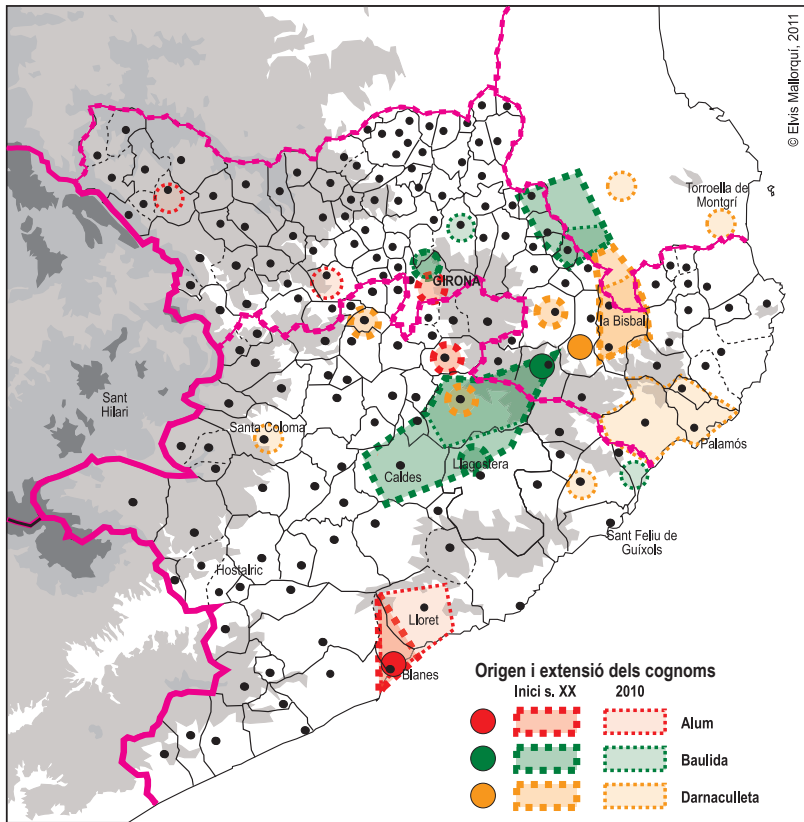 © Elvis Mallorquí, 2011
Torroella de
Montgrí
GIRONA
la Bisbal
Sant
Hilari
Santa Coloma
Caldes
Llagostera
Palamós
Sant Feliu de
Guíxols
Hostalric
Lloret
Blanes
Origen i extensió dels cognoms
Inici s. XX 2010
Alum
Baulida
Darnaculleta